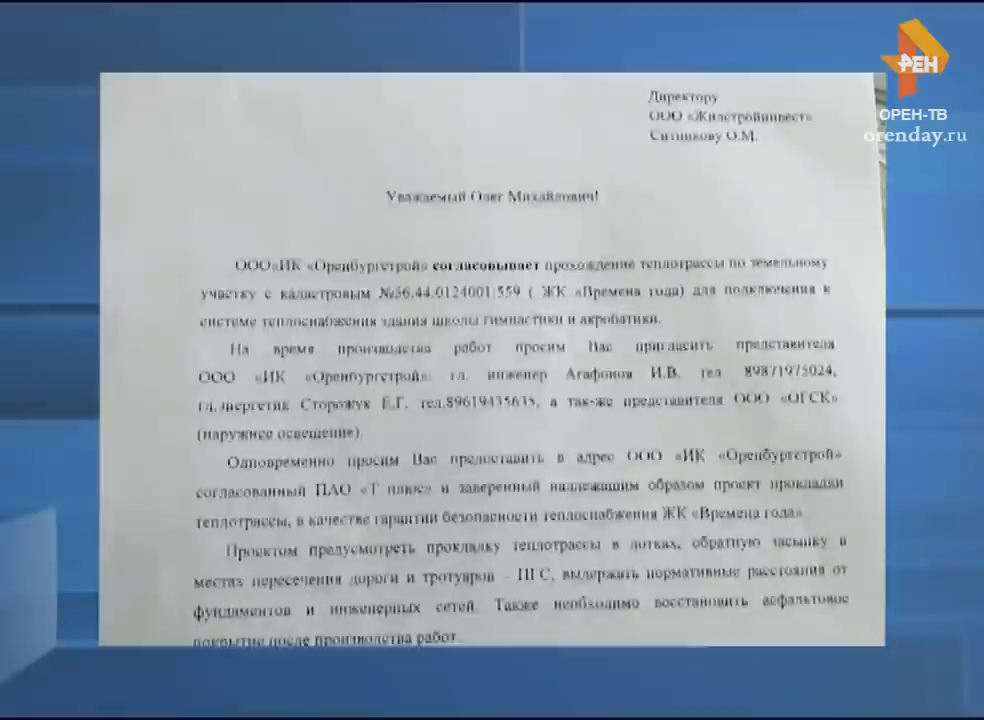 РЕН
ОРЕН-ТВ
orenday.ru
Директору
ООО «Жилстройинвест»
Ситникову О.М.
Уважаемый Олег Михайлович!
ООО«ИК «Оренбургстрой» согласовывает прохождение теплотрассы по земельному
участку с кадастровым №56:44:0124001:559 ( ЖК «Времена года) для подключения к
системе теплоснабжения здания школы гимнастики и акробатики.
На время производства работ просим Вас пригласить представителя
ООО «ИК «Оренбургстрой» гл. инженер Агафонов И.В. тел. 89871975024,
гл.энергетик Сторожук Е.Г. тел.89619435635, а так-же представителя ООО «ОГСК»
(наружнее освещение).
Одновременно просим Вас предоставить в адрес ООО «ИК «Оренбургстрой»
согласованный ПАО «Т плюс» и заверенный надлежащим образом проект прокладки
теплотрассы, в качестве гарантии безопасности теплоснабжения ЖК «Времена года».
Проектом предусмотреть прокладку теплотрассы в лотках, обратную засыпку в
местах пересечения дороги и тротуаров – ПГС, выдержать нормативные расстояния от
фундаментов и инженерных сетей. Также необходимо восстановить асфальтовое
покрытие после производства работ.